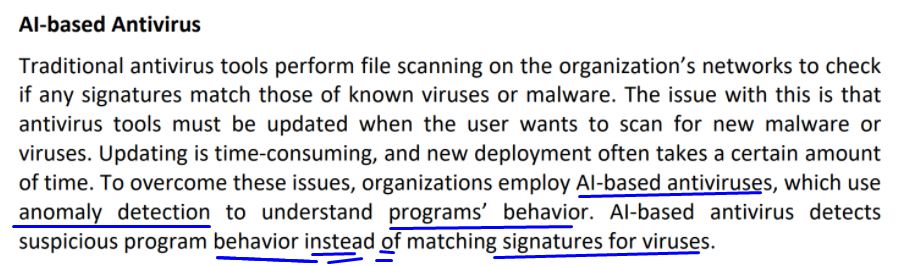 AI-based Antivirus
Traditional antivirus tools perform file scanning on the organization’s networks to check
if any signatures match those of known viruses or malware. The issue with this is that
antivirus tools must be updated when the user wants to scan for new malware or
viruses. Updating is time-consuming, and new deployment often takes a certain amount
of time. To overcome these issues, organizations employ AI-based antiviruses, which use
anomaly detection to understand programs’ behavior. AI-based antivirus detects
suspicious program behavior instead of matching signatures for viruses.